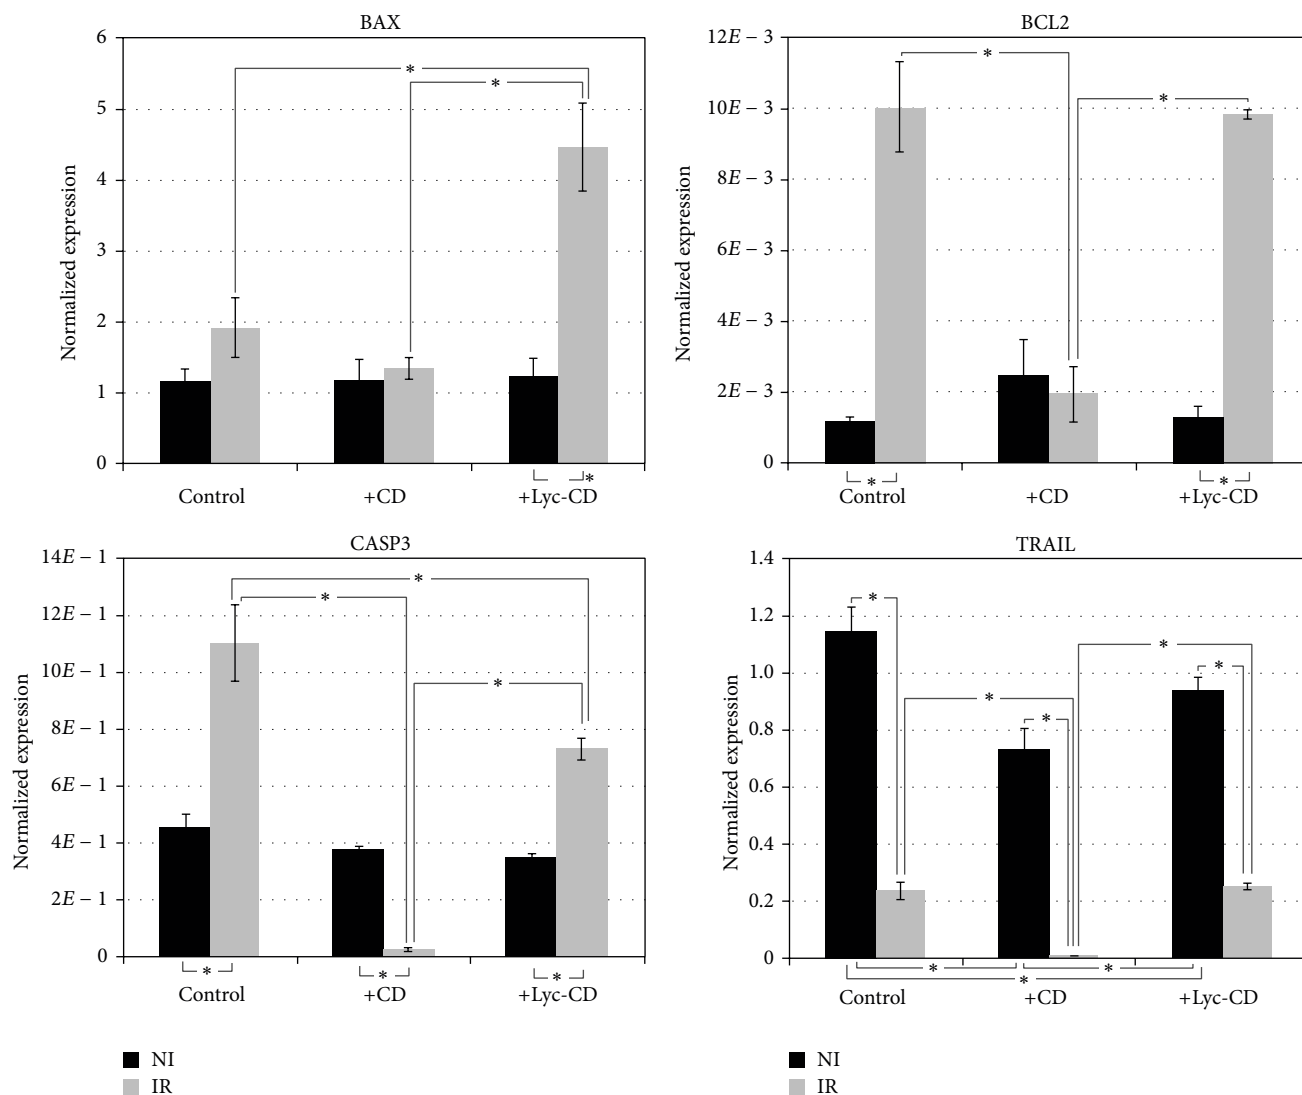 BAX
Normalized expression
6
5
4
3
2
1
0
* *
*
Control +CD +Lyc-CD
BCL2
Normalized expression
12E − 3
10E − 3
8E − 3
6E − 3
4E − 3
2E − 3
0
* *
* *
Control +CD +Lyc-CD
CASP3
Normalized expression
14E − 1
12E − 1
10E − 1
8E − 1
6E − 1
4E − 1
2E − 1
0
* * *
* * *
Control +CD +Lyc-CD
NI
IR
TRAIL
Normalized expression
1.4
1.2
1.0
0.8
0.6
0.4
0.2
0
* * * * *
* * *
Control +CD +Lyc-CD
NI
IR